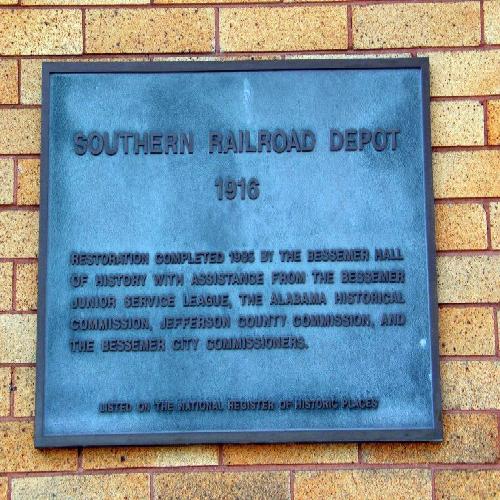 SOUTHERN RAILROAD DEPOT
1916
RESTORATION COMPLETED 1985 BY THE BESSEMER HALL
OF HISTORY WITH ASSISTANCE FROM THE BESSEMER
JUNIOR SERVICE LEAGUE, THE ALABAMA HISTORICAL
COMMISSION, JEFFERSON COUNTY COMMISSION, AND
THE BESSEMER CITY COMMISSIONERS.
LISTED ON THE NATIONAL REGISTER OF HISTORIC PLACES